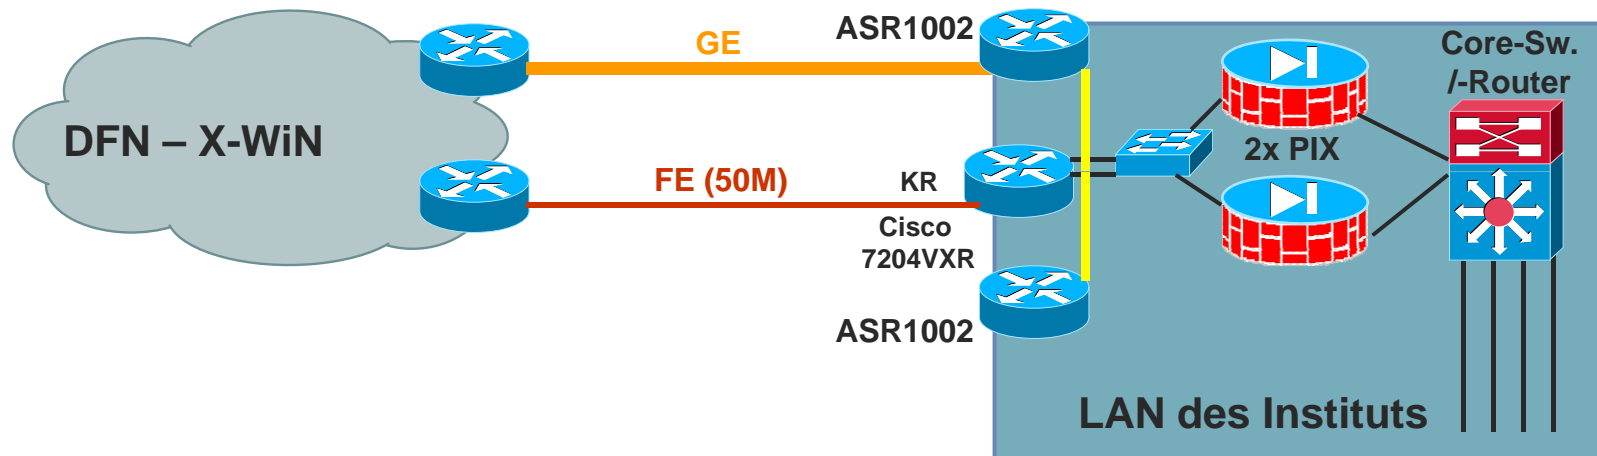 ASR1002
GE
Core-Sw.
/-Router
DFN – X-WiN
2x PIX
FE (50M)
KR
Cisco
7204VXR
ASR1002
LAN des Instituts